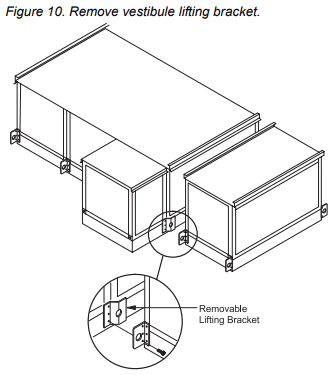 Figure 10. Remove vestibule lifting bracket.
Removable
Lifting Bracket